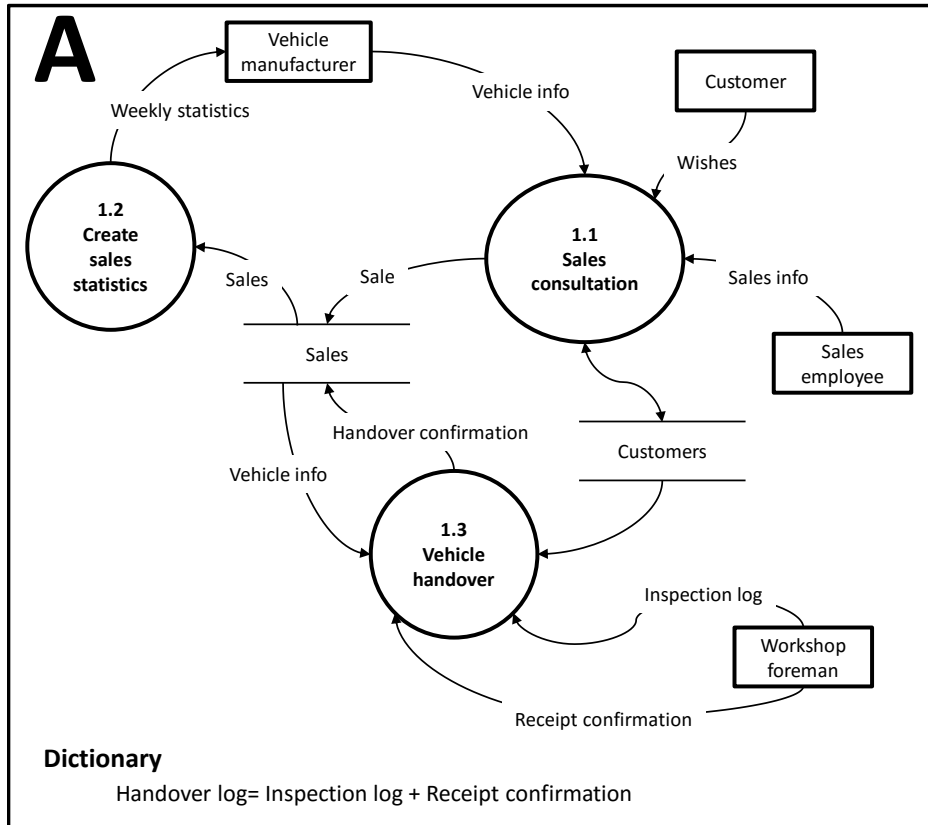 A
Vehicle
manufacturer
Customer
Vehicle info
Weekly statistics
Wishes
1.2
Create
sales
statistics
1.1
Sales
consultation
Sales
Sale
Sales info
Sales
Sales
employee
Handover confirmation
Customers
Vehicle info
1.3
Vehicle
handover
Inspection log
Workshop
foreman
Receipt confirmation
Dictionary
Handover log= Inspection log + Receipt confirmation